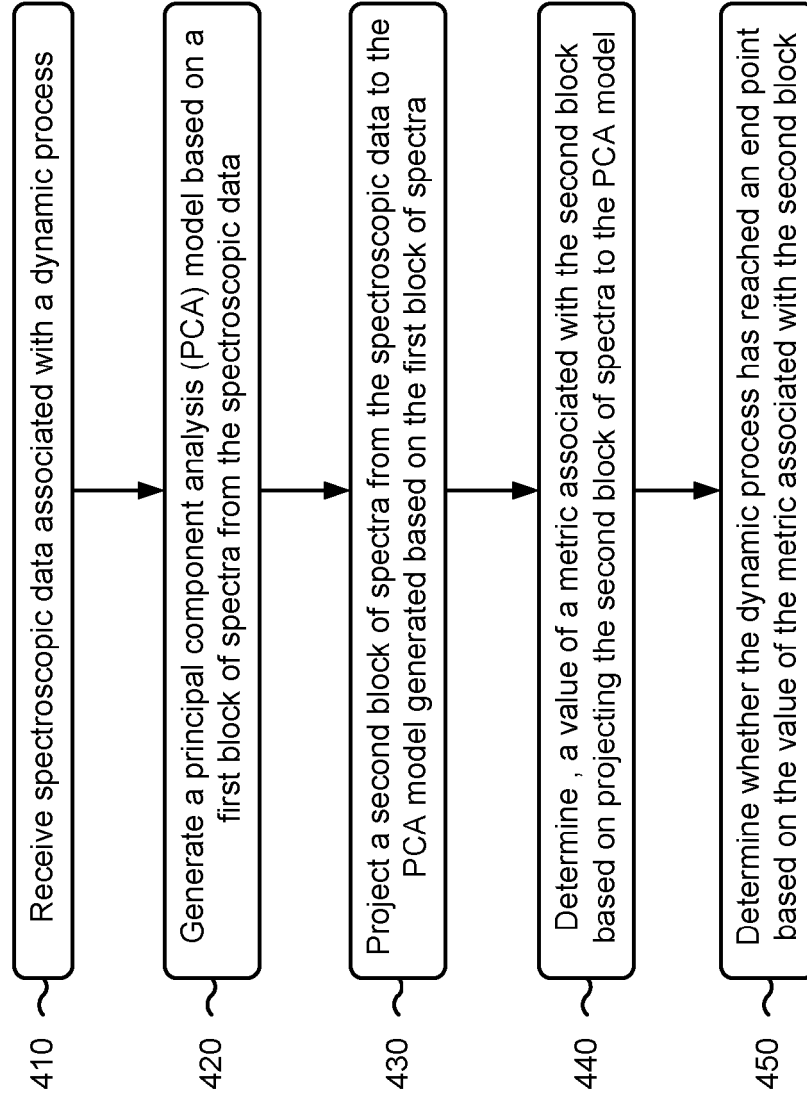 410
Receive spectroscopic data associated with a dynamic process
420
Generate a principal component analysis (PCA) model based on a
first block of spectra from the spectroscopic data
430
Project a second block of spectra from the spectroscopic data to the
PCA model generated based on the first block of spectra
440
Determine , a value of a metric associated with the second block
based on projecting the second block of spectra to the PCA model
450
Determine whether the dynamic process has reached an end point
based on the value of the metric associated with the second block